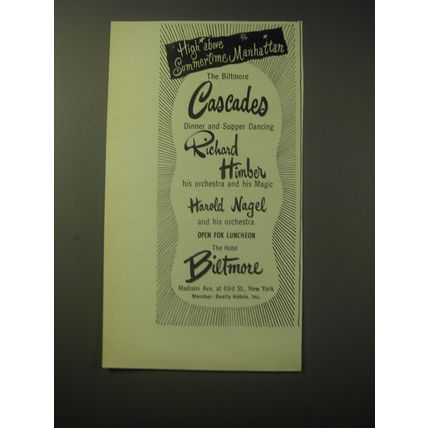 High above
Summertime Manhattan
The Biltmore
Cascades
Dinner and Supper Dancing
Richard
Himber
his orchestra and his Magic
Harold Nagel
and his orchestra
OPEN FOR LUNCHEON
The Hotel
Biltmore
Madison Ave. at 43rd St., New York
Member: Realty Hotels, Inc.